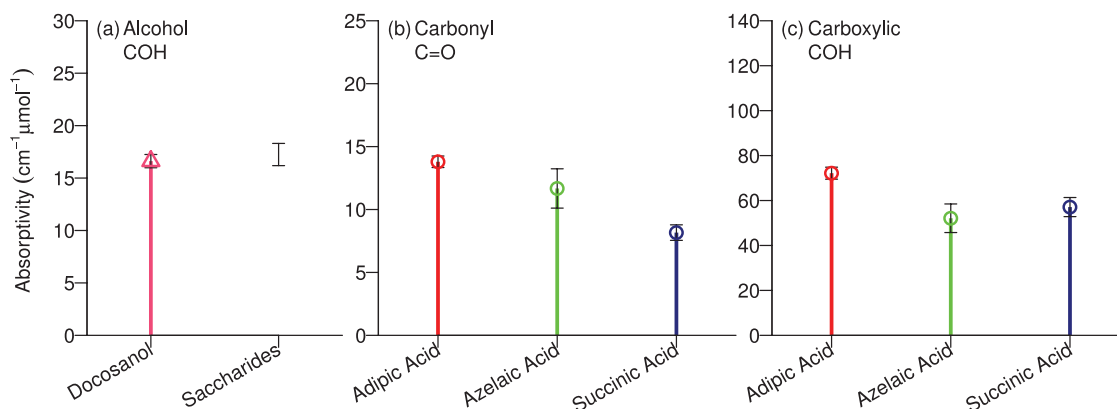 Absorptivity (cm⁻¹μmol⁻¹)
(a) Alcohol
COH
30
25
20
15
10
5
0
Docosanol
Saccharides
(b) Carbonyl
C=O
25
20
15
10
5
0
Adipic Acid
Azelaic Acid
Succinic Acid
(c) Carboxylic
COH
140
120
100
80
60
40
20
0
Adipic Acid
Azelaic Acid
Succinic Acid